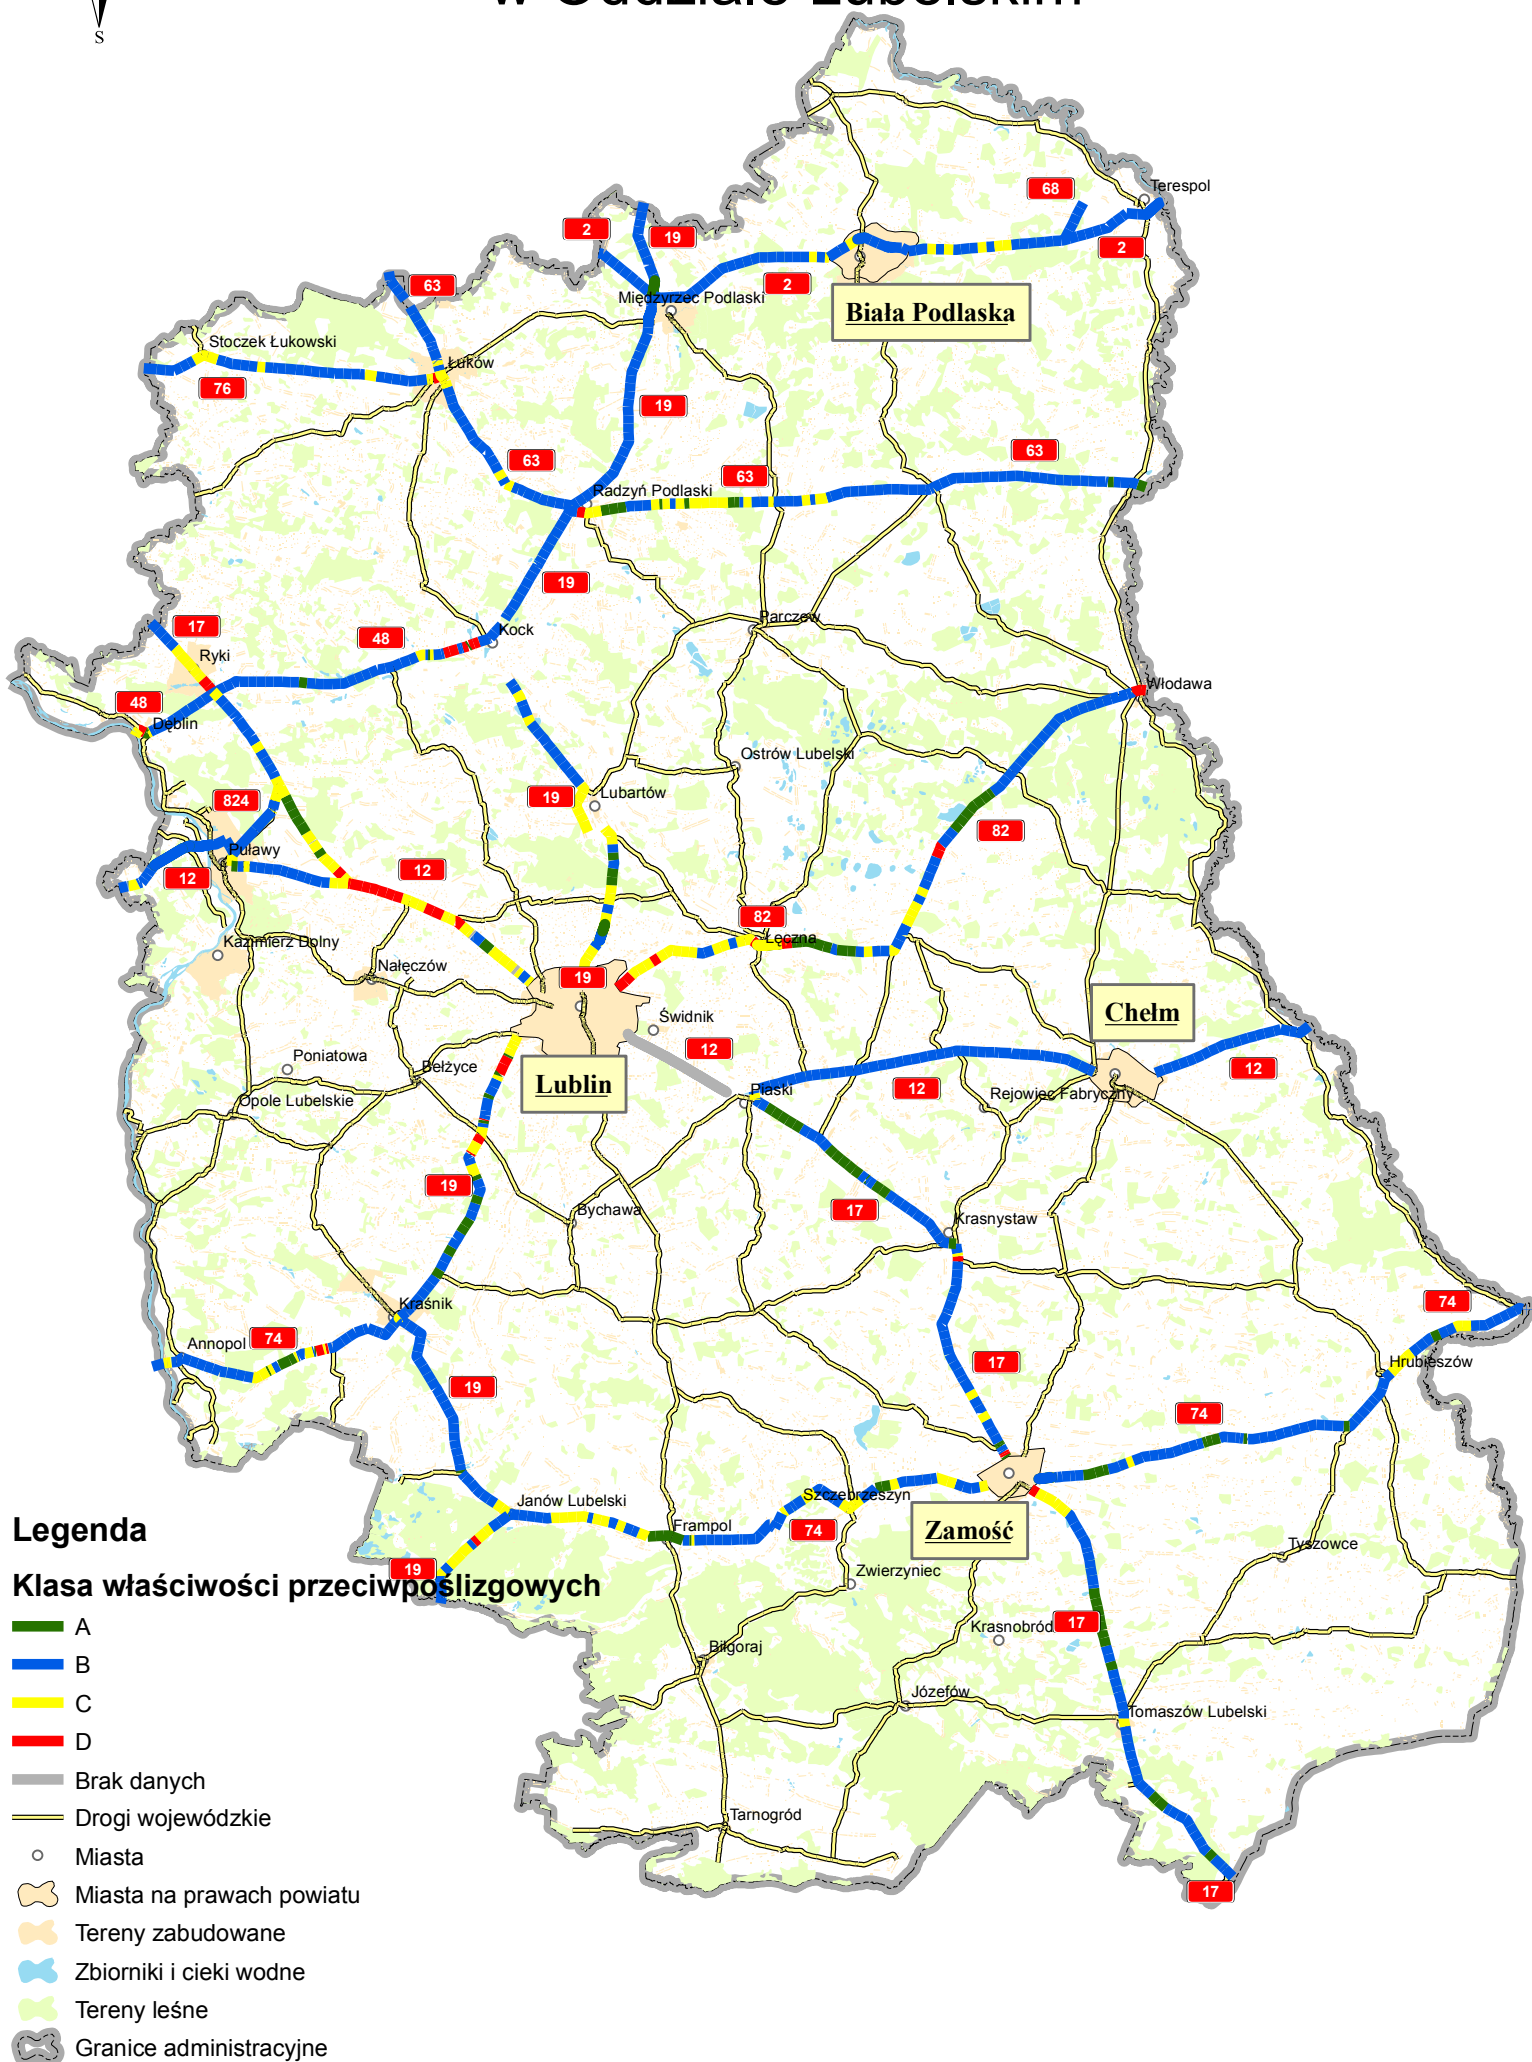 w Oddziale Lubelskim
S
Terespol
68
2
19
2
2
63
Międzyrzec Podlaski
Biała Podlaska
Stoczek Łukowski
Łuków
76
19
63
63
63
Radzyń Podlaski
19
Parczew
17
48
Kock
Ryki
Włodawa
48
Dęblin
Ostrów Lubelski
824
19
Lubartów
82
Puławy
12
12
82
Łęczna
Kazimierz Dolny
Nałęczów
19
Chełm
Świdnik
12
Poniatowa
Bełżyce
Lublin
12
12
Piaski
Rejowiec Fabryczny
Opole Lubelskie
19
Bychawa
17
Krasnystaw
Kraśnik
74
Annopol
74
17
Hrubieszów
19
74
Szczebrzeszyn
Janów Lubelski
Frampol
74
Zamość
Tyszowce
19
Zwierzyniec
Krasnobród
17
Biłgoraj
Józefów
Tomaszów Lubelski
Tarnogród
17
Legenda
Klasa właściwości przeciwpoślizgowych
A
B
C
D
Brak danych
Drogi wojewódzkie
Miasta
Miasta na prawach powiatu
Tereny zabudowane
Zbiorniki i cieki wodne
Tereny leśne
Granice administracyjne